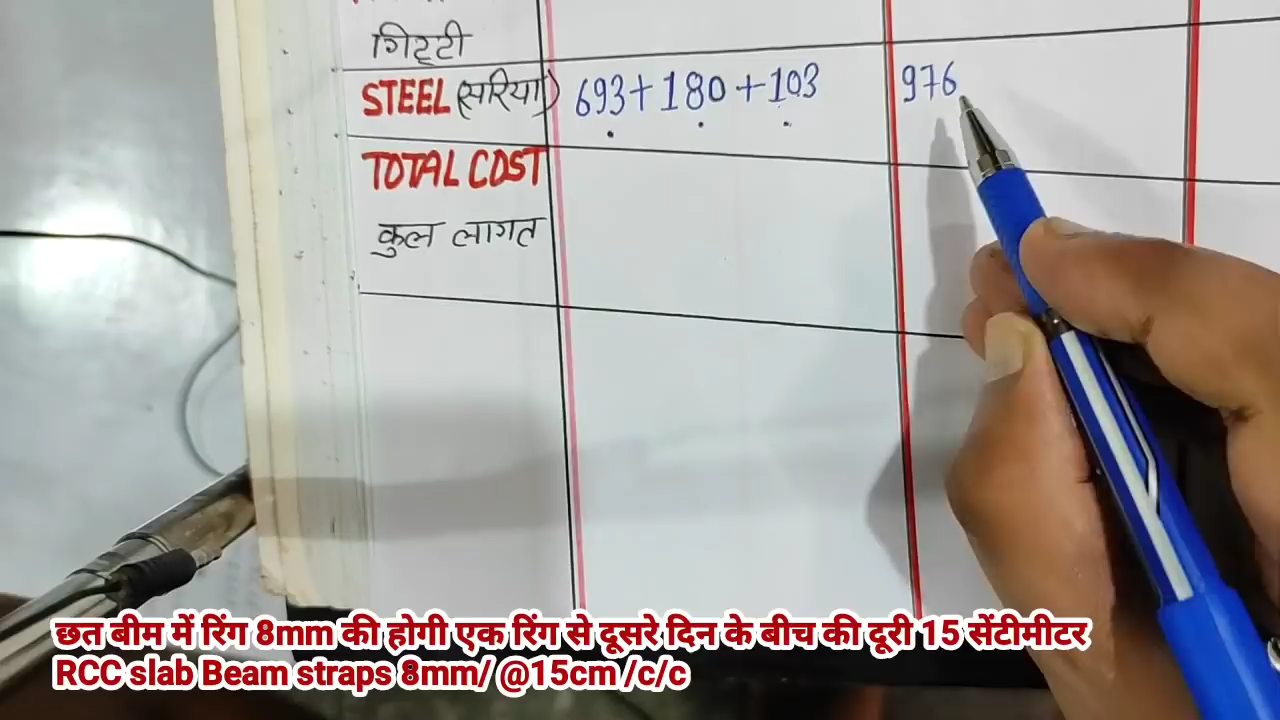 गिट्टी
STEEL (सरिया) 693+180+103 976
TOTAL COST
कुल लागत
छत बीम में रिंग 8mm की होगी एक रिंग से दूसरे दिन के बीच की दूरी 15 सेंटीमीटर
RCC slab Beam straps 8mm/ @15cm /c/c